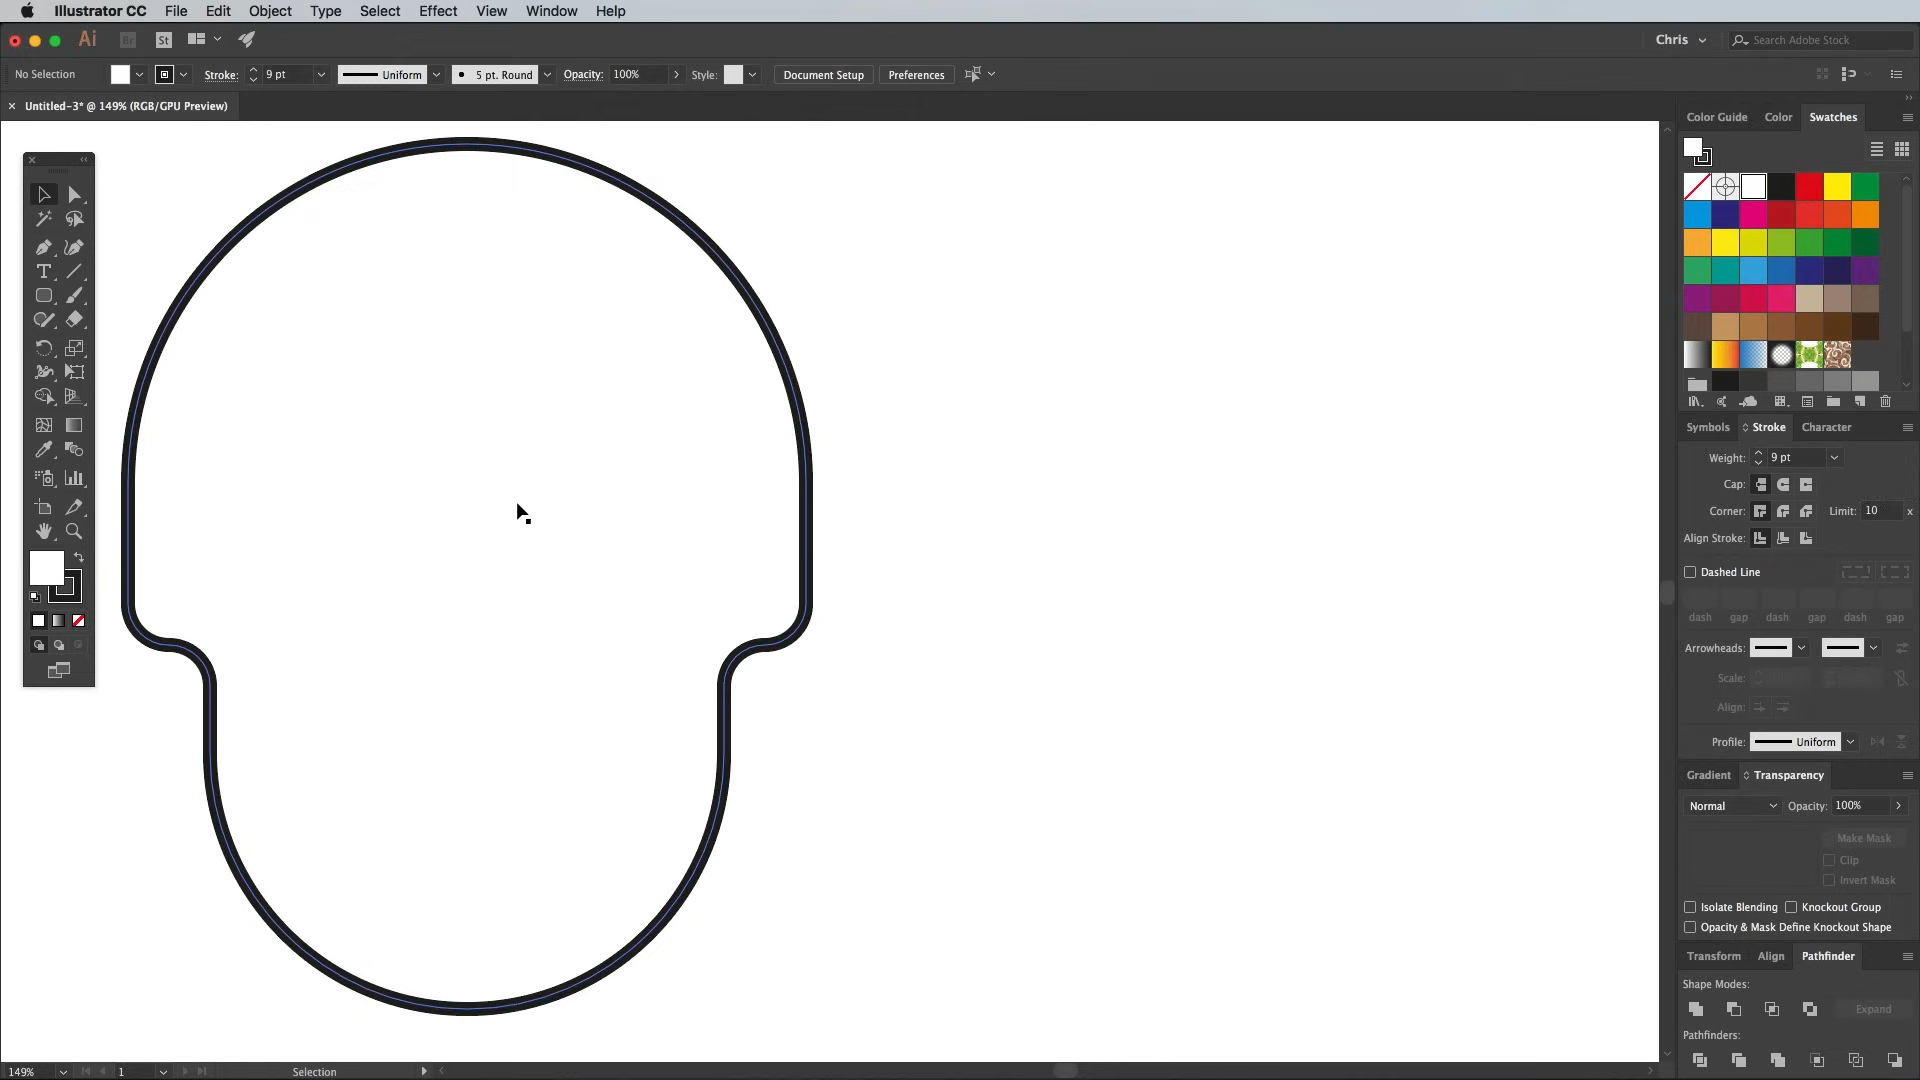 Illustrator CC File Edit Object Type Select Effect View Window Help
Ai Br St Chris Search Adobe Stock
No Selection Stroke: 9 pt Uniform 5 pt. Round Opacity: 100% Style: Document Setup Preferences
Untitled-3* @ 149% (RGB/GPU Preview)
Color Guide Color Swatches
Symbols Stroke Character
Weight: 9 pt
Cap:
Corner: Limit: 10 x
Align Stroke:
Dashed Line
dash gap dash gap dash gap
Arrowheads:
Scale:
Align:
Profile: Uniform
Gradient Transparency
Normal Opacity: 100%
Make Mask
Clip
Invert Mask
Isolate Blending Knockout Group
Opacity & Mask Define Knockout Shape
Transform Align Pathfinder
Shape Modes:
Expand
Pathfinders:
149% 1 Selection